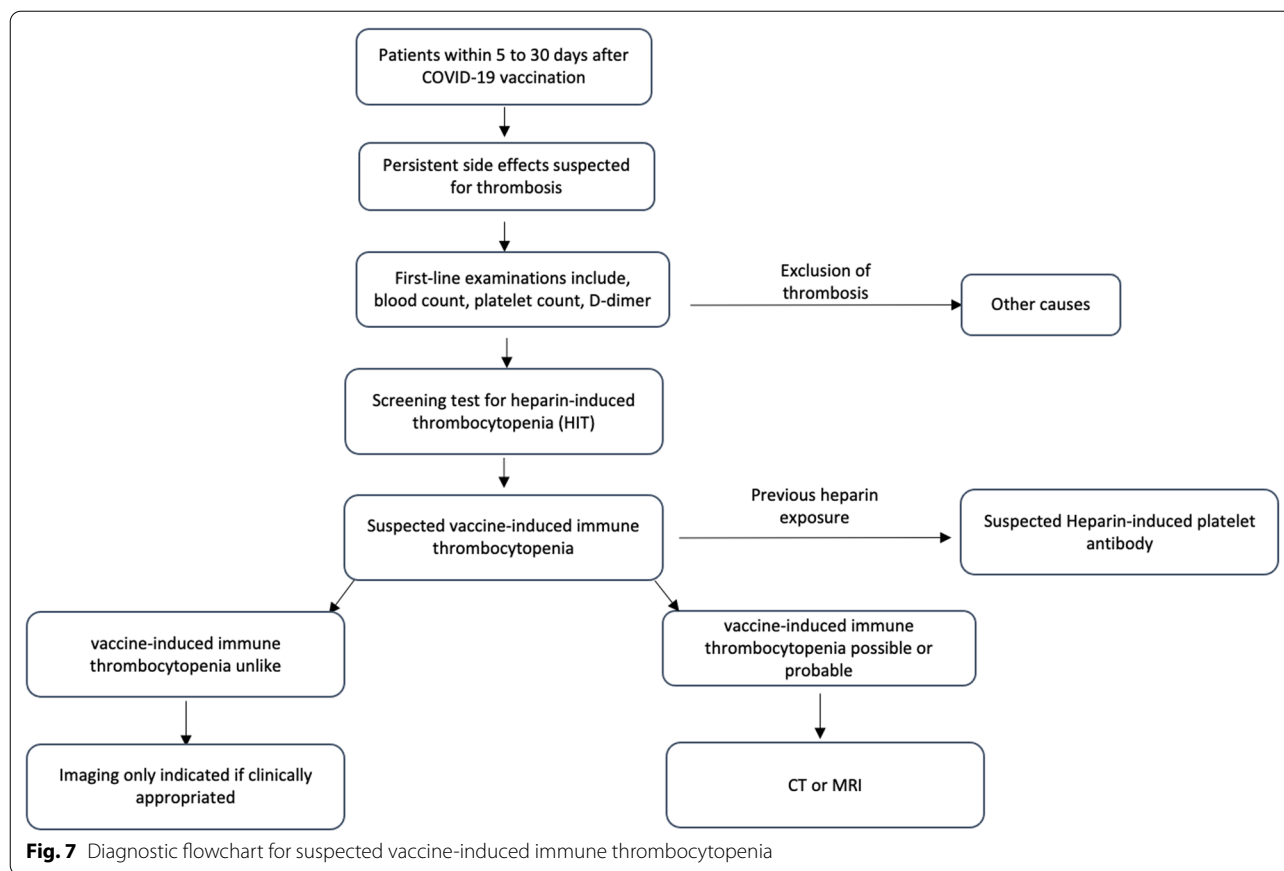 Patients within 5 to 30 days after
COVID-19 vaccination
Persistent side effects suspected
for thrombosis
First-line examinations include,
blood count, platelet count, D-dimer
Exclusion of
thrombosis
Other causes
Screening test for heparin-induced
thrombocytopenia (HIT)
Suspected vaccine-induced immune
thrombocytopenia
Previous heparin
exposure
Suspected Heparin-induced platelet
antibody
vaccine-induced immune
thrombocytopenia unlike
vaccine-induced immune
thrombocytopenia possible or
probable
Imaging only indicated if clinically
appropriated
CT or MRI
Fig. 7 Diagnostic flowchart for suspected vaccine-induced immune thrombocytopenia